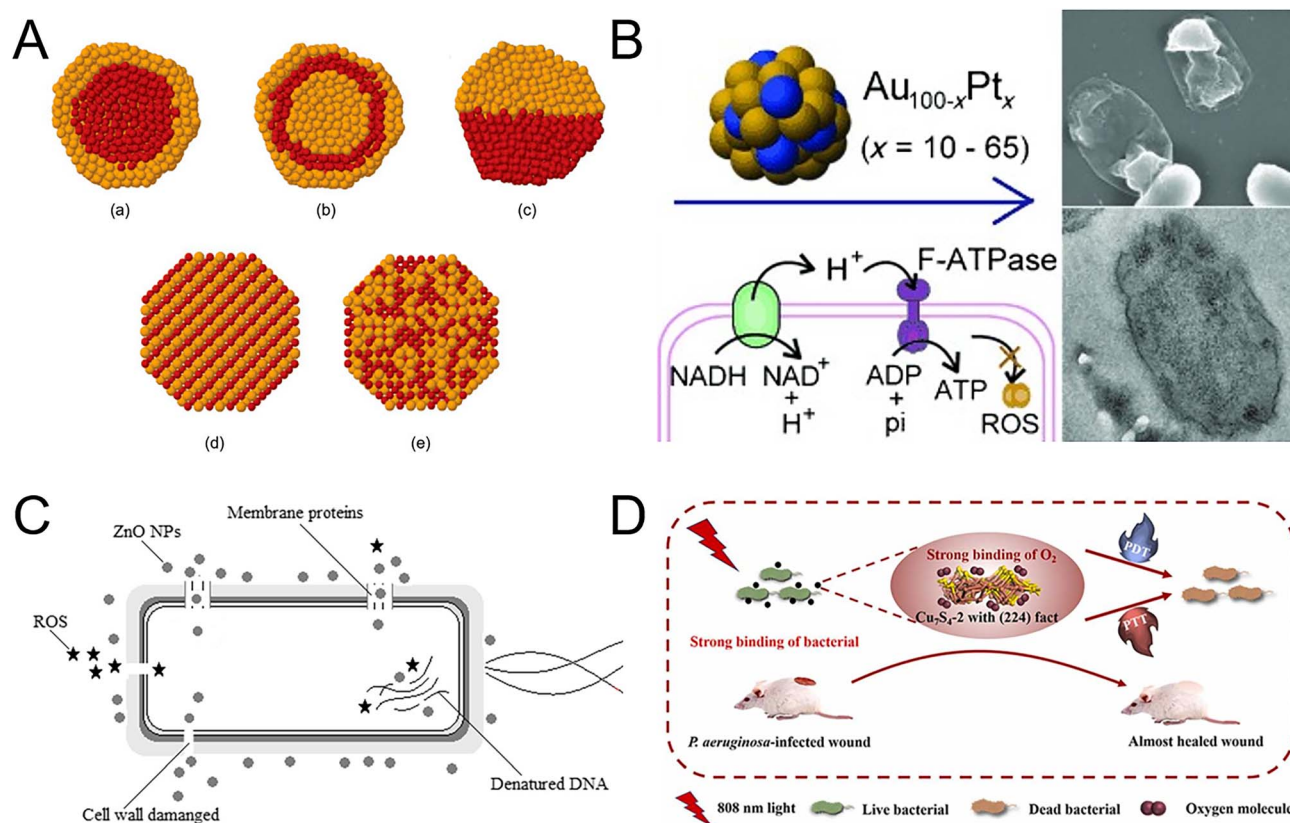 A
(a)
(b)
(c)
(d)
(e)
B
Au100-xPtx
(x = 10 - 65)
H+
F-ATPase
NADH
NAD+
+
H+
ADP
+
pi
ATP
ROS
C
ZnO NPs
Membrane proteins
ROS
Denatured DNA
Cell wall damanged
D
Strong binding of O2
Cu7S4-2 with (224) fact
PDT
PTT
Strong binding of bacterial
P. aeruginosa-infected wound
Almost healed wound
808 nm light
Live bacterial
Dead bacterial
Oxygen molecule